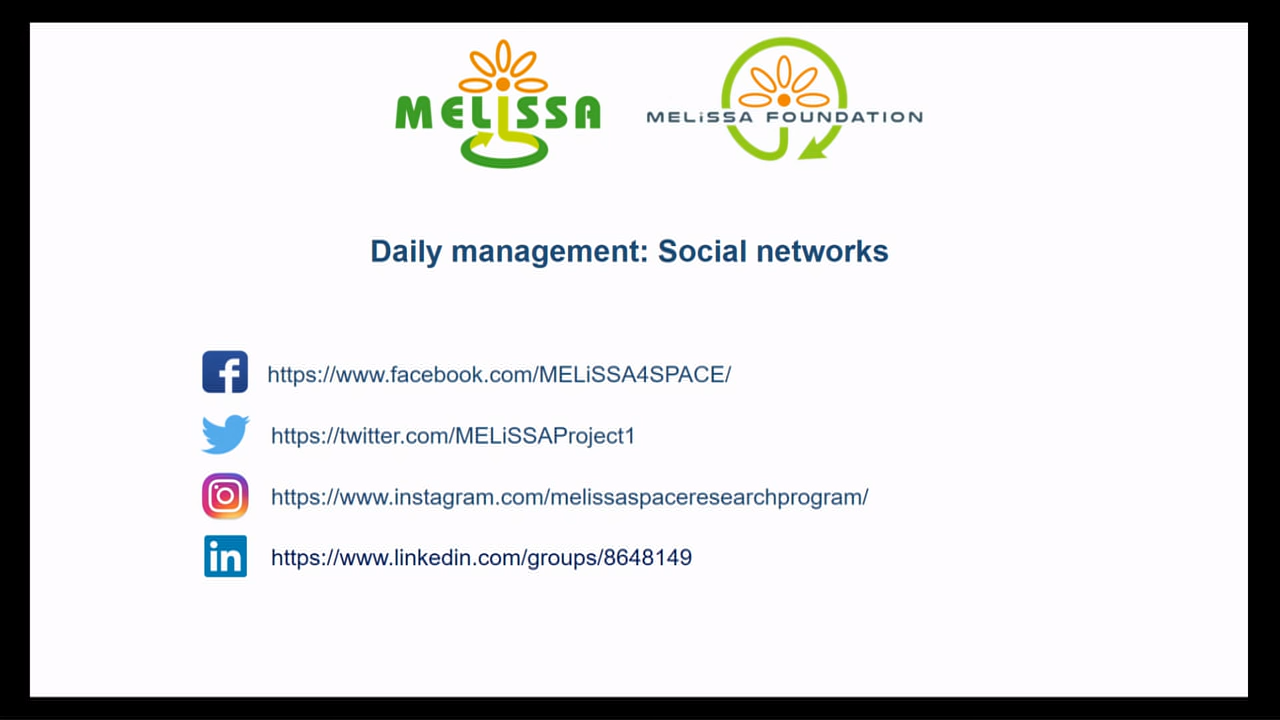 MELiSSA
MELiSSA FOUNDATION
Daily management: Social networks
https://www.facebook.com/MELiSSA4SPACE/
https://twitter.com/MELiSSAProject1
https://www.instagram.com/melissaspaceresearchprogram/
in https://www.linkedin.com/groups/8648149